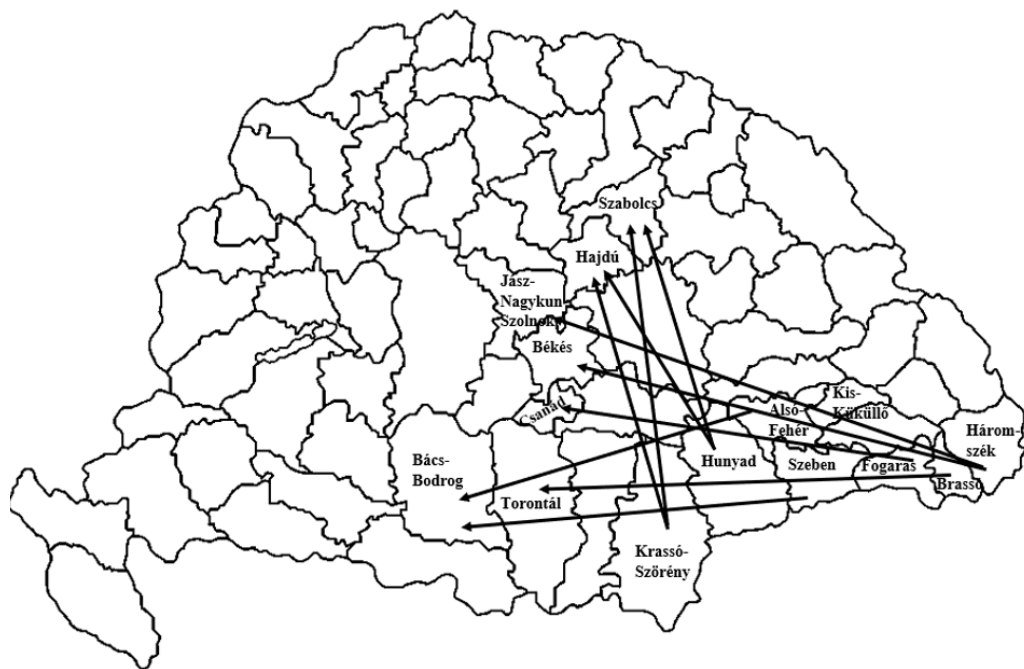 Szabolcs
Hajdú
Jász-
Nagykun
Szolnok
Békés
Csanád
Kis-
Küküllő
Alsó-
Fehér
Három-
szék
Bács-
Bodrog
Hunyad
Szeben
Fogaras
Brassó
Torontál
Krassó-
Szörény